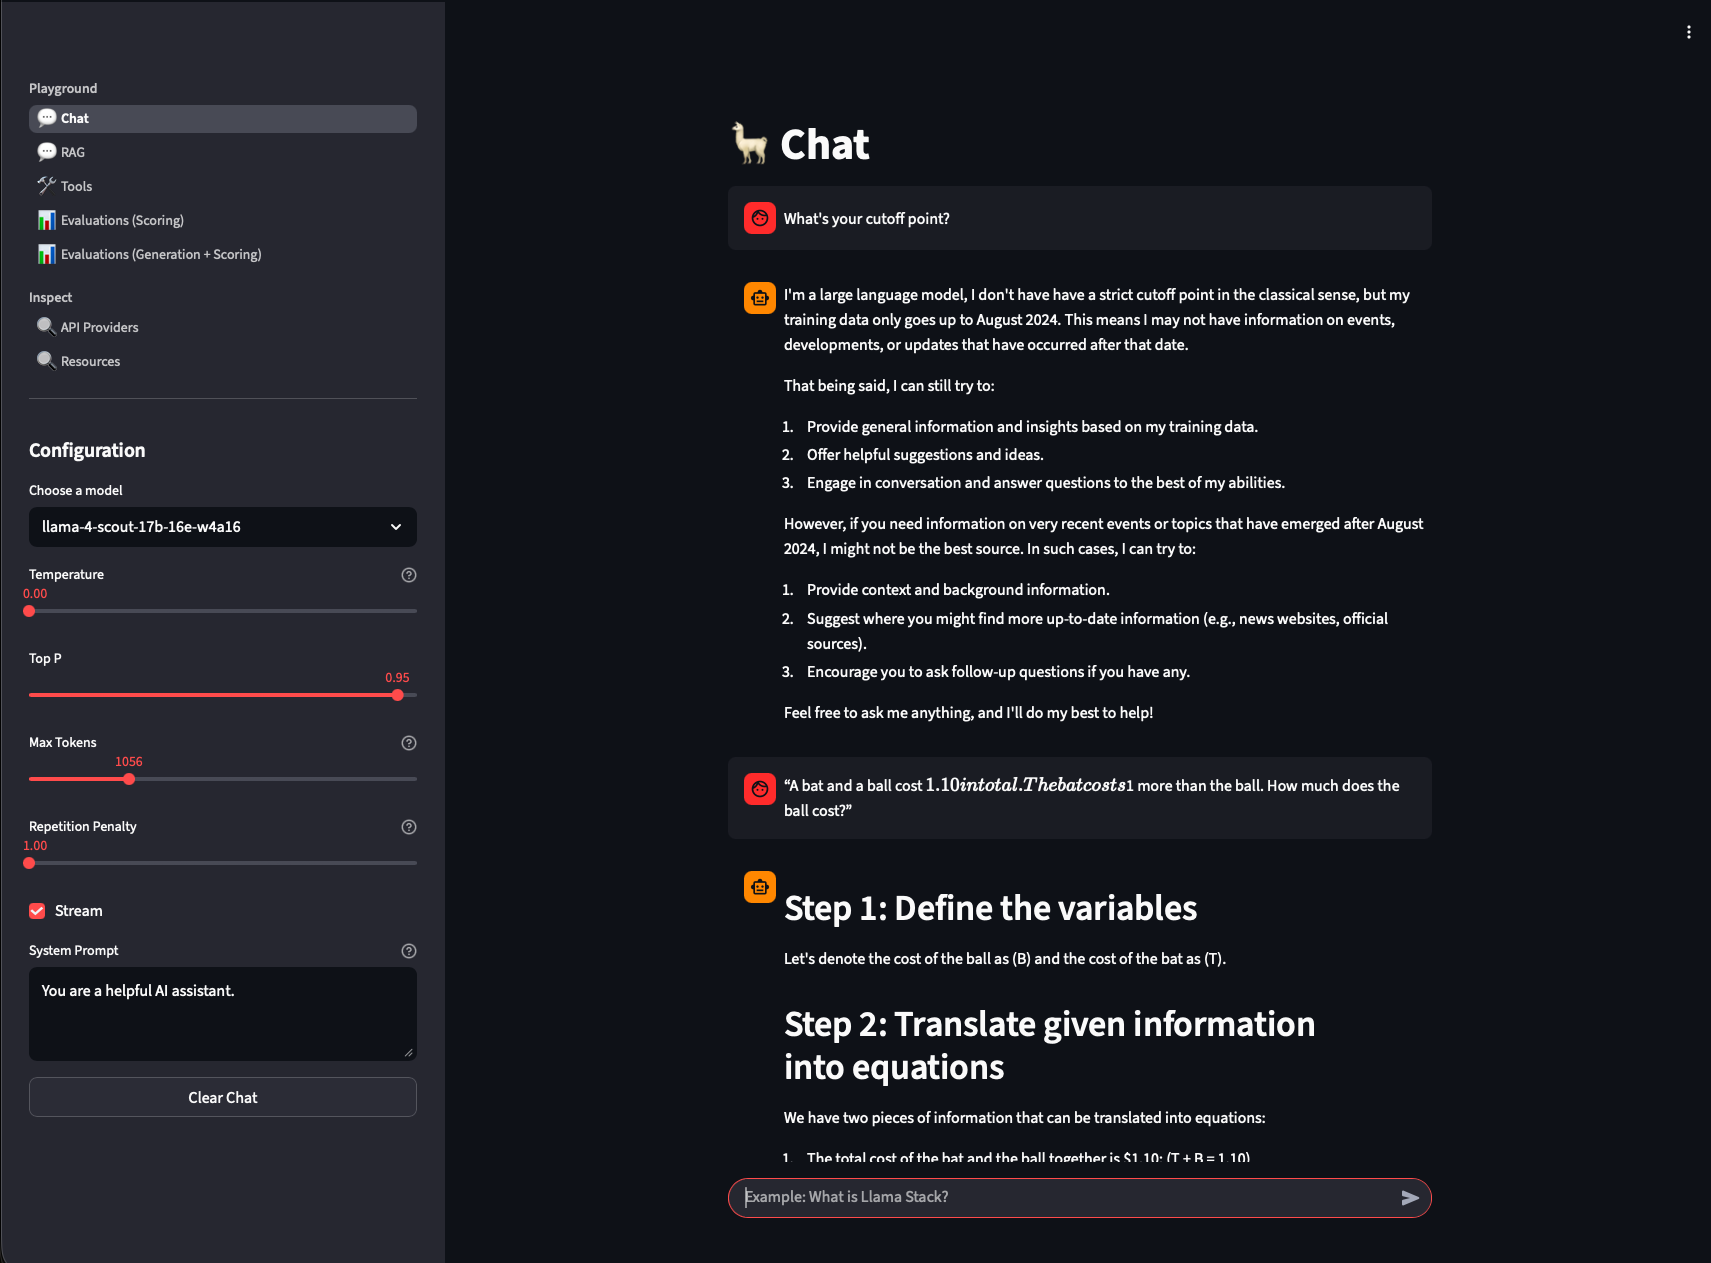 Playground
Chat
RAG
Tools
Evaluations (Scoring)
Evaluations (Generation + Scoring)
Inspect
API Providers
Resources
Configuration
Choose a model
llama-4-scout-17b-16e-w4a16
Temperature
0.00
Top P
0.95
Max Tokens
1056
Repetition Penalty
1.00
Stream
System Prompt
You are a helpful AI assistant.
Clear Chat
Chat
What's your cutoff point?
I'm a large language model, I don't have have a strict cutoff point in the classical sense, but my
training data only goes up to August 2024. This means I may not have information on events,
developments, or updates that have occurred after that date.
That being said, I can still try to:
1. Provide general information and insights based on my training data.
2. Offer helpful suggestions and ideas.
3. Engage in conversation and answer questions to the best of my abilities.
However, if you need information on very recent events or topics that have emerged after August
2024, I might not be the best source. In such cases, I can try to:
1. Provide context and background information.
2. Suggest where you might find more up-to-date information (e.g., news websites, official
sources).
3. Encourage you to ask follow-up questions if you have any.
Feel free to ask me anything, and I'll do my best to help!
“A bat and a ball cost 1.10intotal.Thebatcosts1 more than the ball. How much does the
ball cost?”
Step 1: Define the variables
Let's denote the cost of the ball as (B) and the cost of the bat as (T).
Step 2: Translate given information
into equations
We have two pieces of information that can be translated into equations:
1. The total cost of the bat and the ball together is $1.10: (T + B = 1.10)
Example: What is Llama Stack?